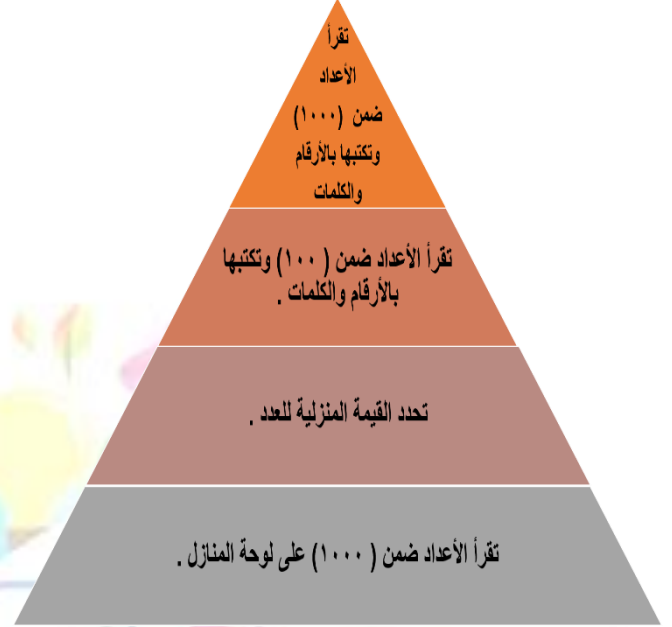 تقرأ
الأعداد
ضمن (١٠٠٠)
وتكتبها بالأرقام
والكلمات
تقرأ الأعداد ضمن ( ١٠٠) وتكتبها
بالأرقام والكلمات .
تحدد القيمة المنزلية للعدد .
تقرأ الأعداد ضمن ( ١٠٠٠) على لوحة المنازل .